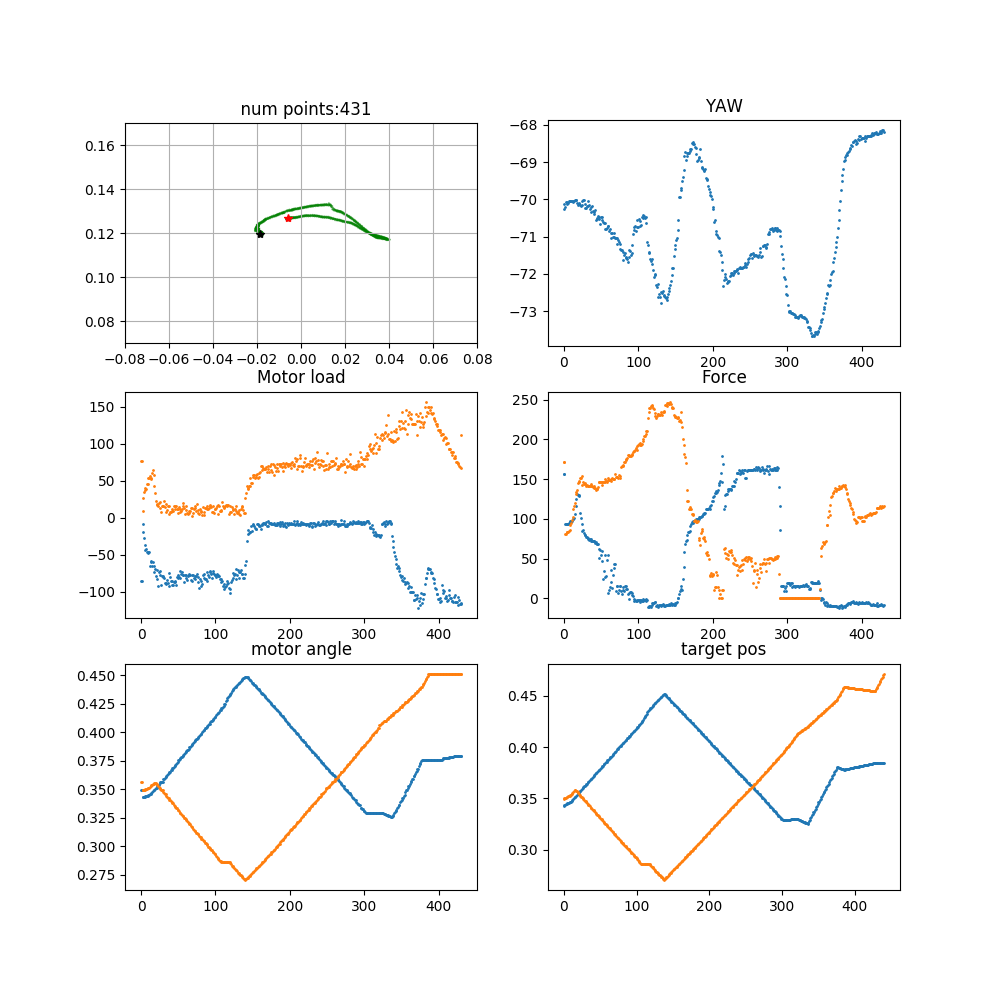 num points:431
0.16
0.14
0.12
0.10
0.08
−0.08 −0.06 −0.04 −0.02 0.00 0.02 0.04 0.06 0.08
YAW
−68
−69
−70
−71
−72
−73
0 100 200 300 400
Motor load
150
100
50
0
−50
−100
0 100 200 300 400
Force
250
200
150
100
50
0
0 100 200 300 400
motor angle
0.450
0.425
0.400
0.375
0.350
0.325
0.300
0.275
0 100 200 300 400
target pos
0.45
0.40
0.35
0.30
0 100 200 300 400